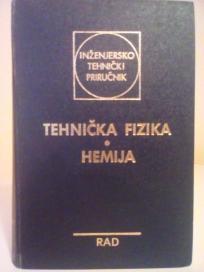 INŽENJERSKO
TEHNIČKI
PRIRUČNIK
TEHNIČKA FIZIKA
•
HEMIJA
RAD